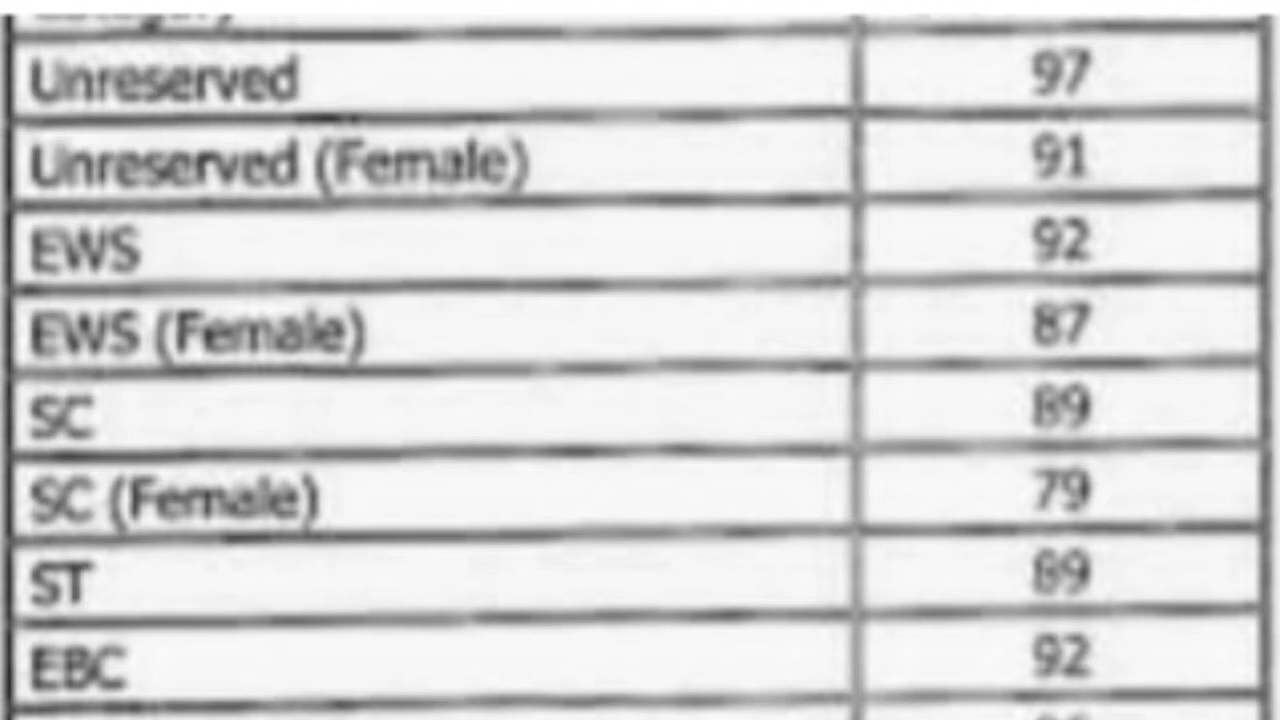 Unreserved 97
Unreserved (Female) 91
EWS 92
EWS (Female) 87
SC 89
SC (Female) 79
ST 89
EBC 92